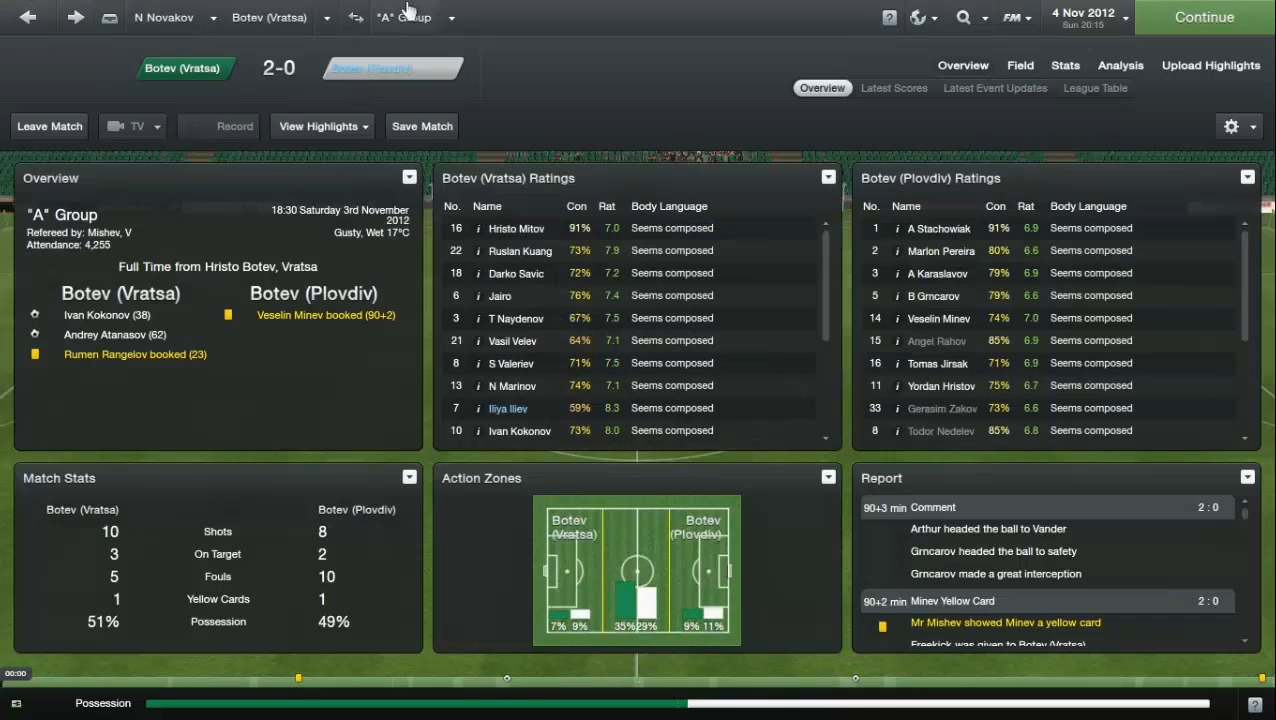 N Novakov
Botev (Vratsa)
"A" Group
FM
4 Nov 2012
Sun 20:15
Continue
Botev (Vratsa)
2-0
Botev (Plovdiv)
Overview Field Stats Analysis Upload Highlights
Overview Latest Scores Latest Event Updates League Table
Leave Match
TV
Record
View Highlights
Save Match
Overview
"A" Group
Refereed by: Mishev, V
Attendance: 4,255
18:30 Saturday 3rd November
2012
Gusty, Wet 17°C
Full Time from Hristo Botev, Vratsa
Botev (Vratsa) Botev (Plovdiv)
Ivan Kokonov (38) Veselin Minev booked (90+2)
Andrey Atanasov (62)
Rumen Rangelov booked (23)
Botev (Vratsa) Ratings
No. Name Con Rat Body Language
16 i Hristo Mitov 91% 7.0 Seems composed
22 i Ruslan Kuang 73% 7.9 Seems composed
18 i Darko Savic 72% 7.2 Seems composed
6 i Jairo 76% 7.4 Seems composed
3 i T Naydenov 67% 7.5 Seems composed
21 i Vasil Velev 64% 7.1 Seems composed
8 i S Valeriev 71% 7.5 Seems composed
13 i N Marinov 74% 7.1 Seems composed
7 i Iliya Iliev 59% 8.3 Seems composed
10 i Ivan Kokonov 73% 8.0 Seems composed
Botev (Plovdiv) Ratings
No. Name Con Rat Body Language
1 i A Stachowiak 91% 6.9 Seems composed
2 i Marlon Pereira 80% 6.6 Seems composed
3 i A Karaslavov 79% 6.9 Seems composed
5 i B Grncarov 79% 6.6 Seems composed
14 i Veselin Minev 74% 7.0 Seems composed
15 i Angel Rahov 85% 6.9 Seems composed
16 i Tomas Jirsak 71% 6.9 Seems composed
11 i Yordan Hristov 75% 6.7 Seems composed
33 i Gerasim Zakov 73% 6.6 Seems composed
8 i Todor Nedelev 85% 6.8 Seems composed
Match Stats
Botev (Vratsa) Botev (Plovdiv)
10 Shots 8
3 On Target 2
5 Fouls 10
1 Yellow Cards 1
51% Possession 49%
Action Zones
Botev
(Vratsa)
Botev
(Plovdiv)
7% 9% 35% 29% 9% 11%
Report
90+3 min Comment 2 : 0
Arthur headed the ball to Vander
Grncarov headed the ball to safety
Grncarov made a great interception
90+2 min Minev Yellow Card 2 : 0
Mr Mishev showed Minev a yellow card
Freekick was given to Botev (Vratsa)
00:00
Possession